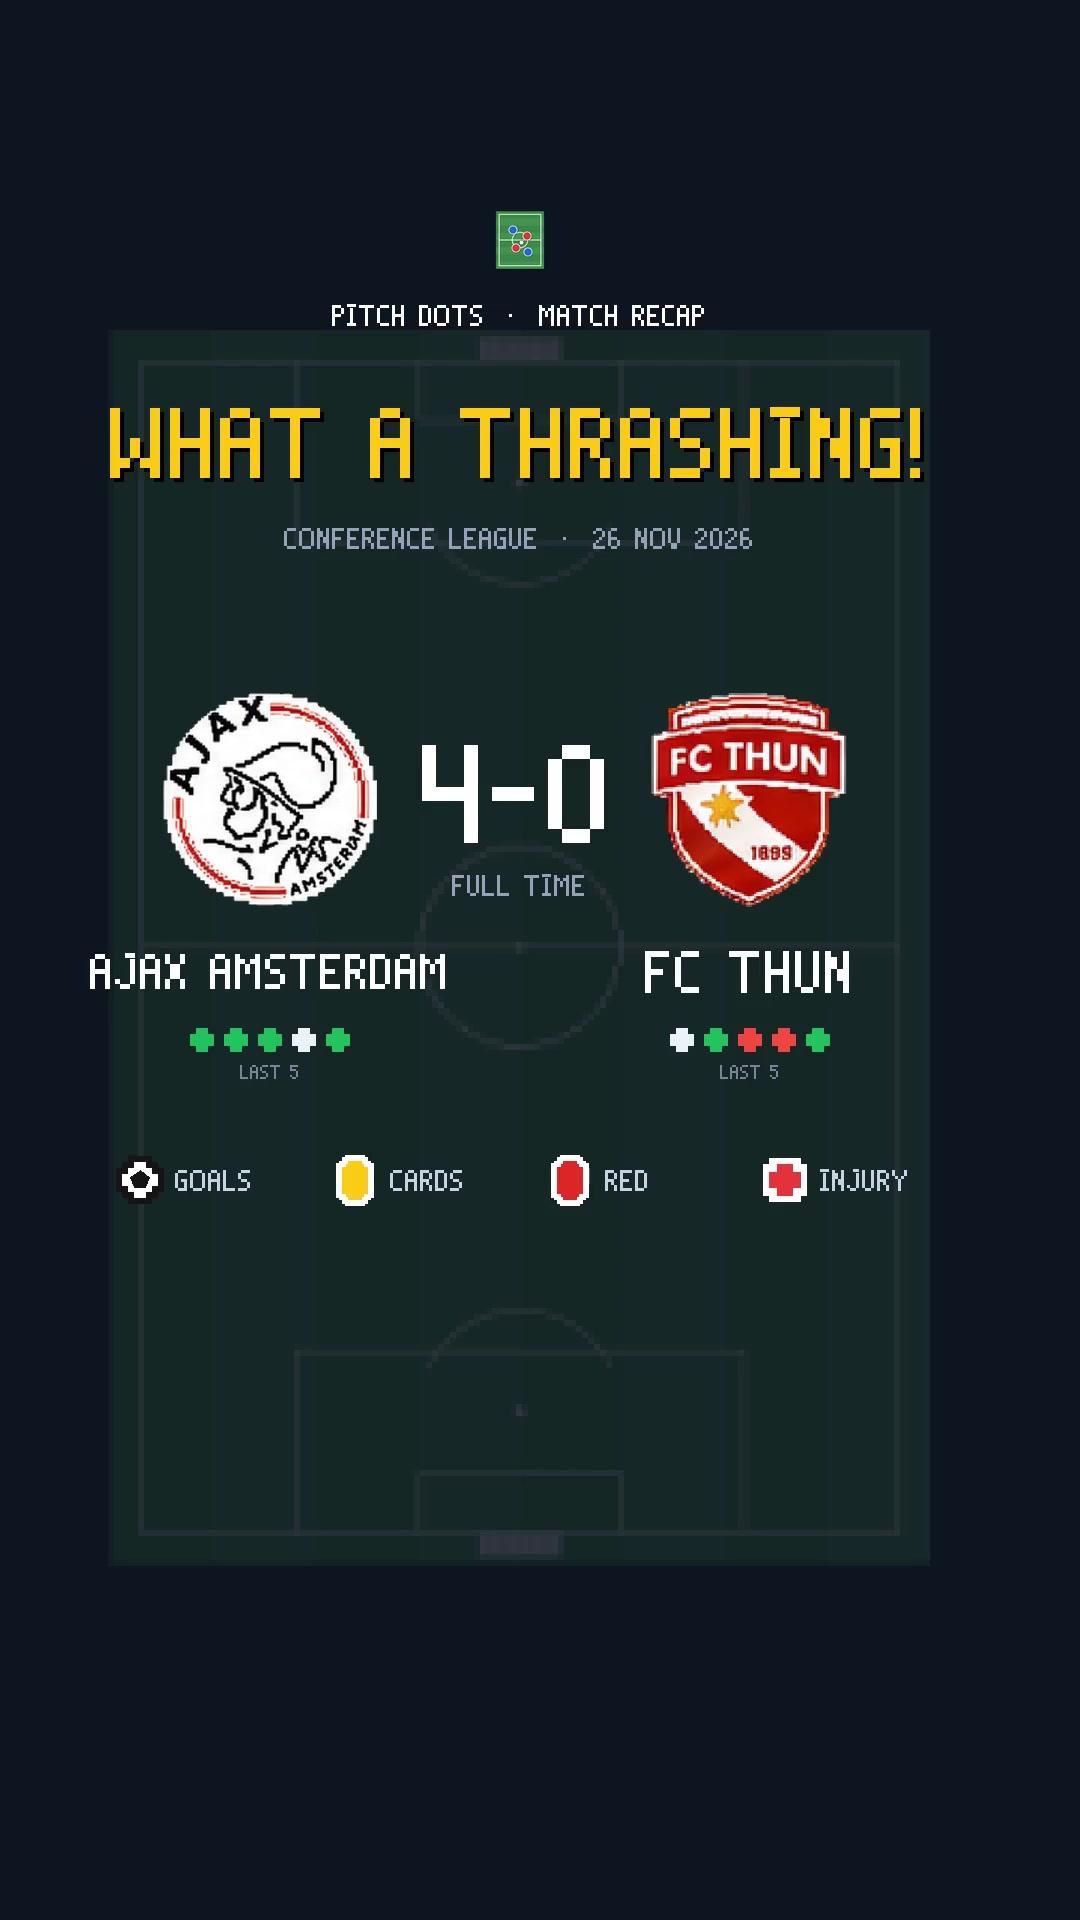 PITCH DOTS · MATCH RECAP
WHAT A THRASHING!
CONFERENCE LEAGUE · 26 NOV 2026
AJAX
AMSTERDAM
4-0
FC THUN
1899
FULL TIME
AJAX AMSTERDAM
FC THUN
LAST 5
LAST 5
GOALS
CARDS
RED
INJURY